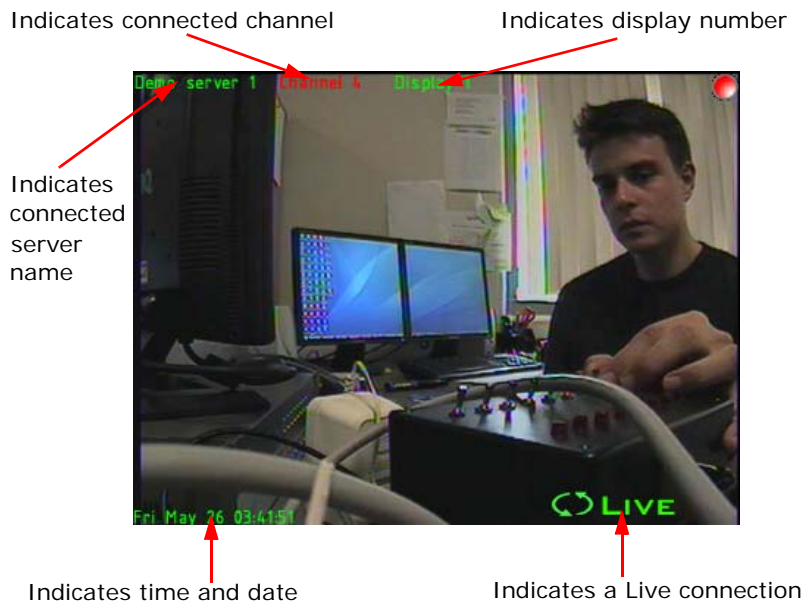 Indicates connected channel
Indicates display number
Demo server 1 Channel 4 Display 1
Indicates
connected
server
name
Fri May 26 03:41:51
LIVE
Indicates time and date
Indicates a Live connection